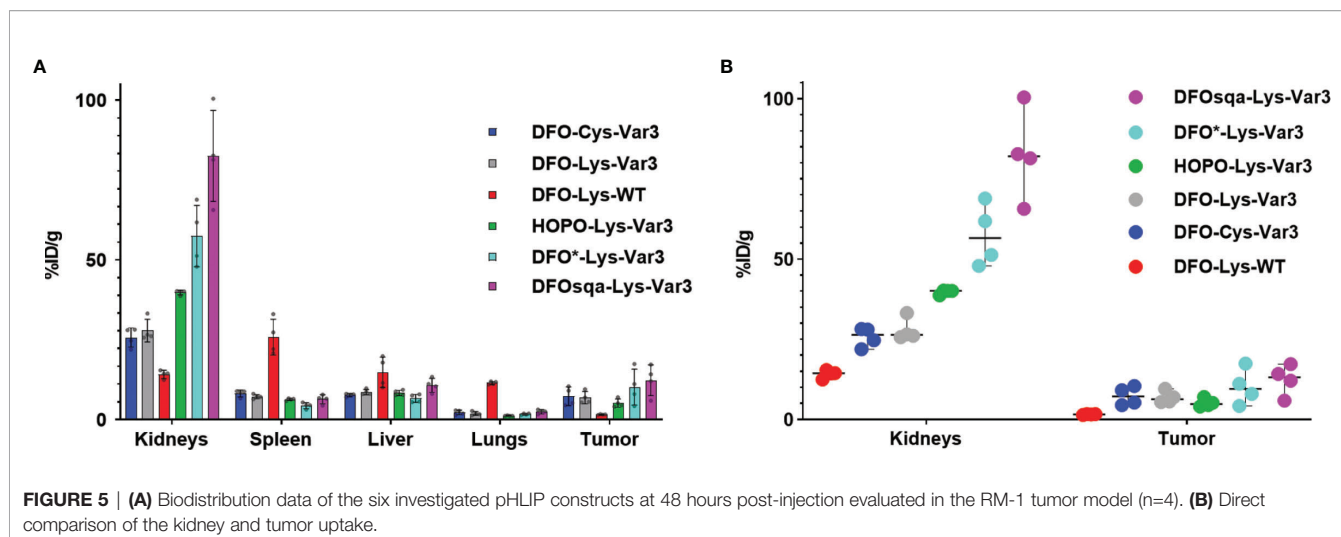 A
%ID/g
100
50
0
Kidneys Spleen Liver Lungs Tumor
DFO-Cys-Var3
DFO-Lys-Var3
DFO-Lys-WT
HOPO-Lys-Var3
DFO*-Lys-Var3
DFOsqa-Lys-Var3
B
%ID/g
100
50
0
Kidneys Tumor
DFOsqa-Lys-Var3
DFO*-Lys-Var3
HOPO-Lys-Var3
DFO-Lys-Var3
DFO-Cys-Var3
DFO-Lys-WT
FIGURE 5 | (A) Biodistribution data of the six investigated pHLIP constructs at 48 hours post-injection evaluated in the RM-1 tumor model (n=4). (B) Direct
comparison of the kidney and tumor uptake.